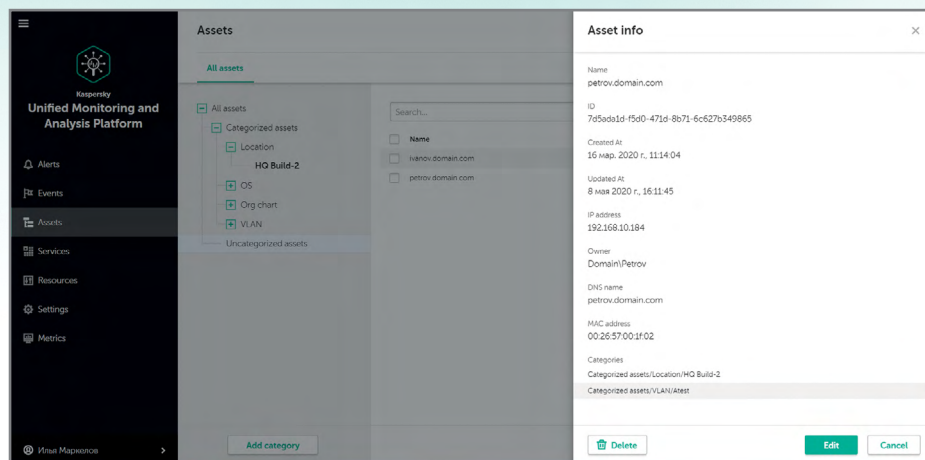 Kaspersky
Unified Monitoring and
Analysis Platform
Alerts
Events
Assets
Services
Resources
Settings
Metrics
Илья Маркелов
Assets
All assets
All assets
Categorized assets
Location
HQ Build-2
OS
Org chart
VLAN
Uncategorized assets
Add category
Search...
Name
ivanov.domain.com
petrov.domain.com
Asset info
Name
petrov.domain.com
ID
7d5ada1d-f5d0-471d-8b71-6c627b349865
Created At
16 мар. 2020 г., 11:14:04
Updated At
8 мая 2020 г., 16:11:45
IP address
192.168.10.184
Owner
Domain\Petrov
DNS name
petrov.domain.com
MAC address
00:26:57:00:1f:02
Categories
Categorized assets/Location/HQ Build-2
Categorized assets/VLAN/Atest
Delete
Edit
Cancel